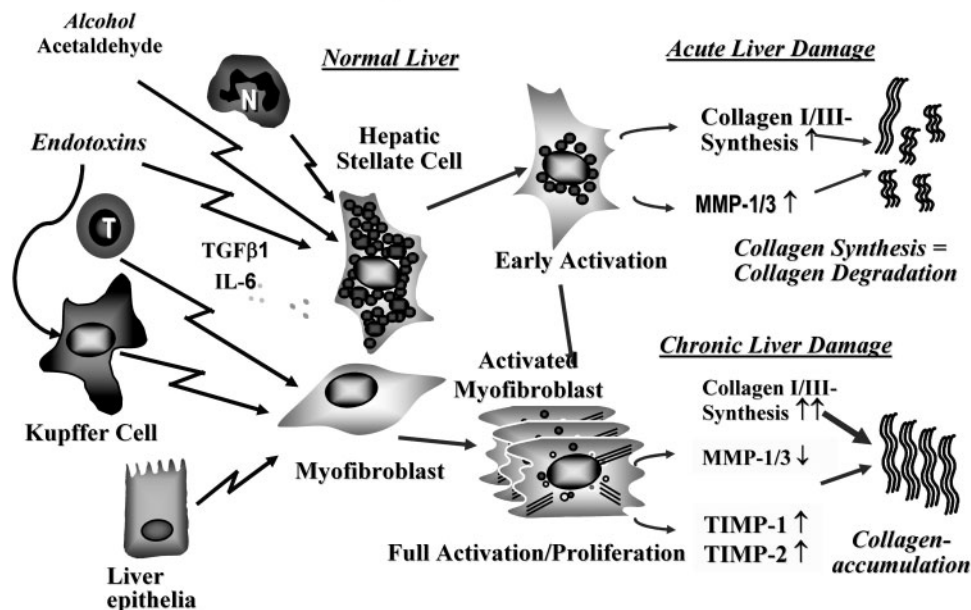 Alcohol
Acetaldehyde
Normal Liver
Acute Liver Damage
N
Collagen I/III-
Synthesis ↑
Hepatic
Stellate Cell
Endotoxins
T
MMP-1/3 ↑
TGFβ1
IL-6
Early Activation
Collagen Synthesis =
Collagen Degradation
Chronic Liver Damage
Activated
Myofibroblast
Collagen I/III-
Synthesis ↑↑
Kupffer Cell
Myofibroblast
MMP-1/3 ↓
TIMP-1 ↑
TIMP-2 ↑
Full Activation/Proliferation
Collagen-
accumulation
Liver
epithelia